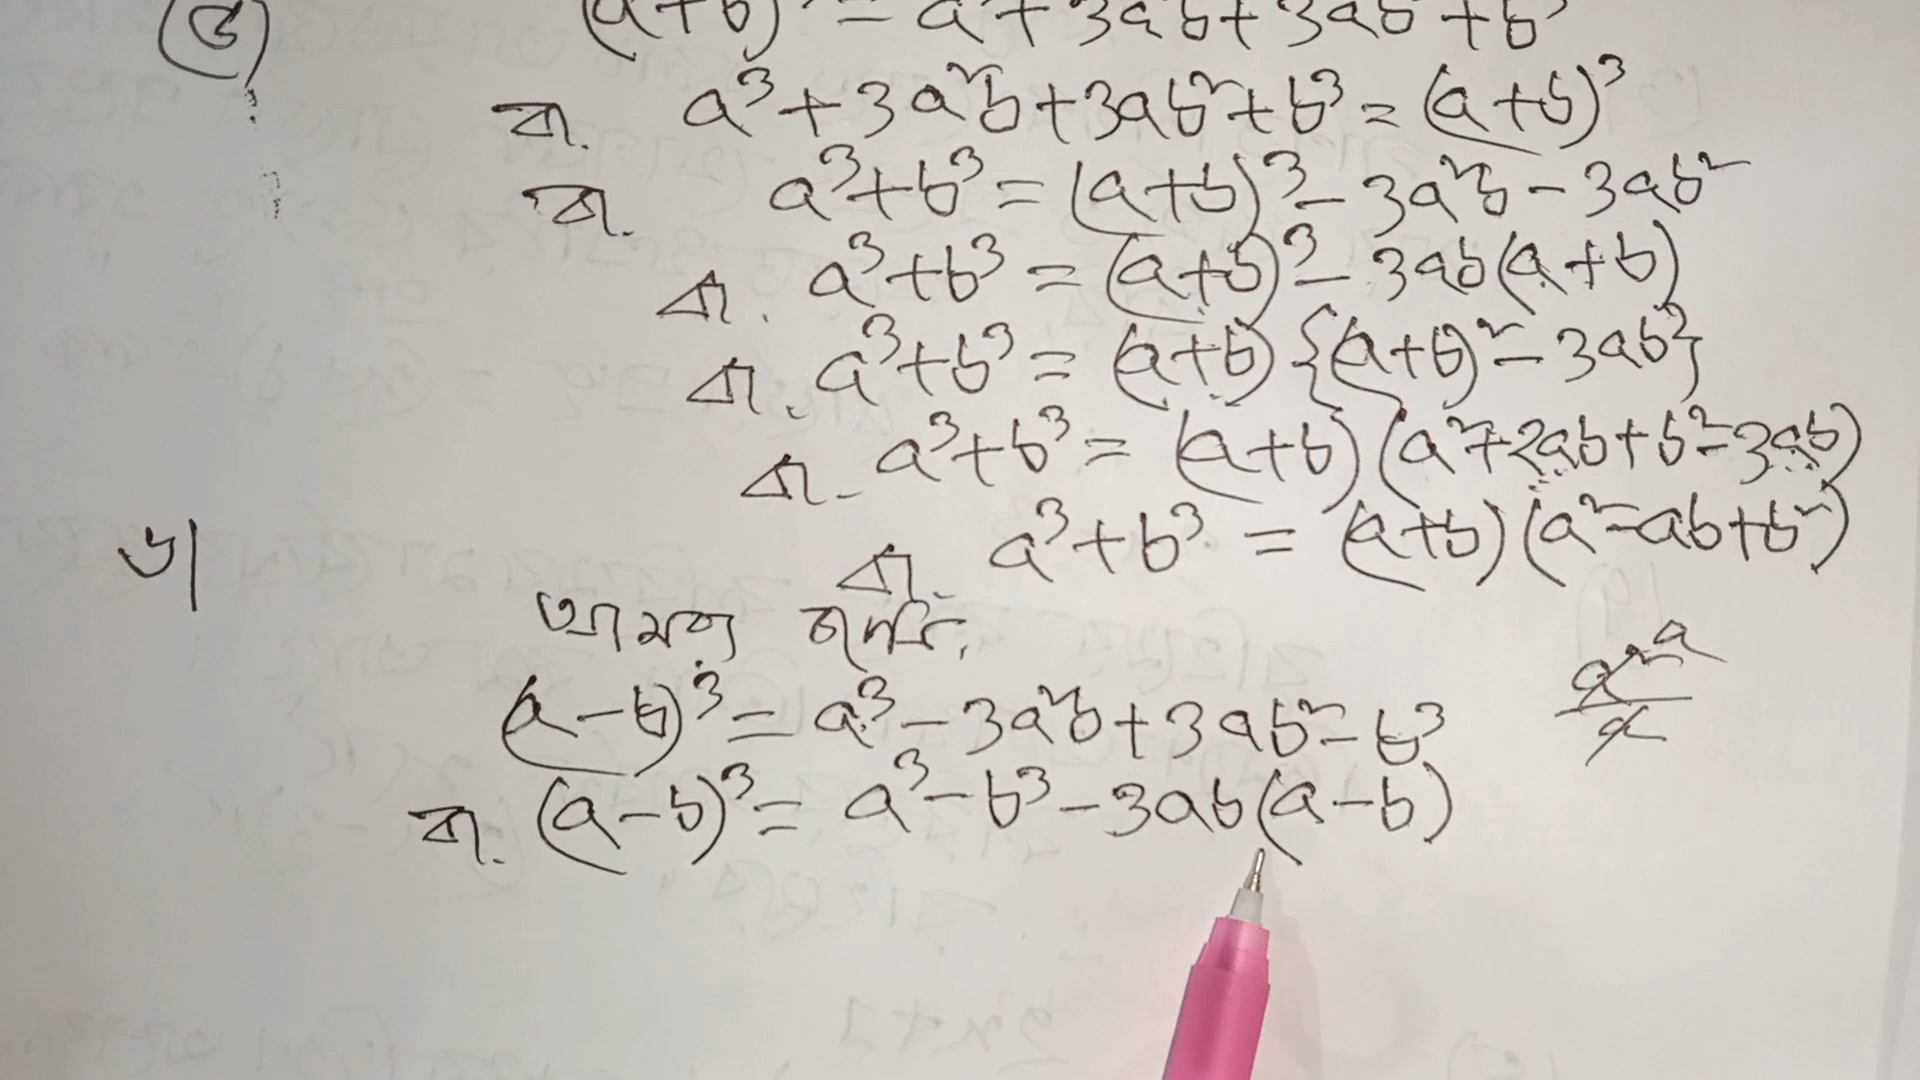 (a+b)³ = a³+3a²b+3ab²+b³
বা. a³+3a²b+3ab²+b³ = (a+b)³
বা. a³+b³ = (a+b)³-3a²b-3ab²
বা. a³+b³ = (a+b)³-3ab(a+b)
বা. a³+b³ = (a+b){(a+b)²-3ab}
বা. a³+b³ = (a+b)(a²+2ab+b²-3ab)
বা. a³+b³ = (a+b)(a²-ab+b²)
৬|
আমরা জানি,
(a-b)³ = a³-3a²b+3ab²-b³
বা. (a-b)³ = a³-b³-3ab(a-b)